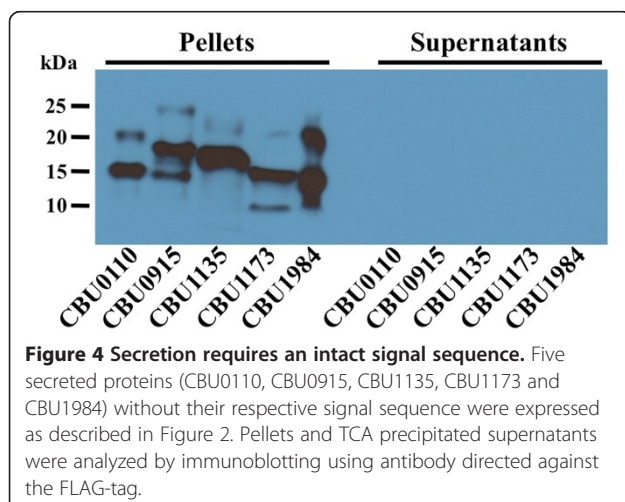 Pellets Supernatants
kDa
25
20
15
10
CBU0110 CBU0915 CBU1135 CBU1173 CBU1984 CBU0110 CBU0915 CBU1135 CBU1173 CBU1984
Figure 4 Secretion requires an intact signal sequence. Five
secreted proteins (CBU0110, CBU0915, CBU1135, CBU1173 and
CBU1984) without their respective signal sequence were expressed
as described in Figure 2. Pellets and TCA precipitated supernatants
were analyzed by immunoblotting using antibody directed against
the FLAG-tag.